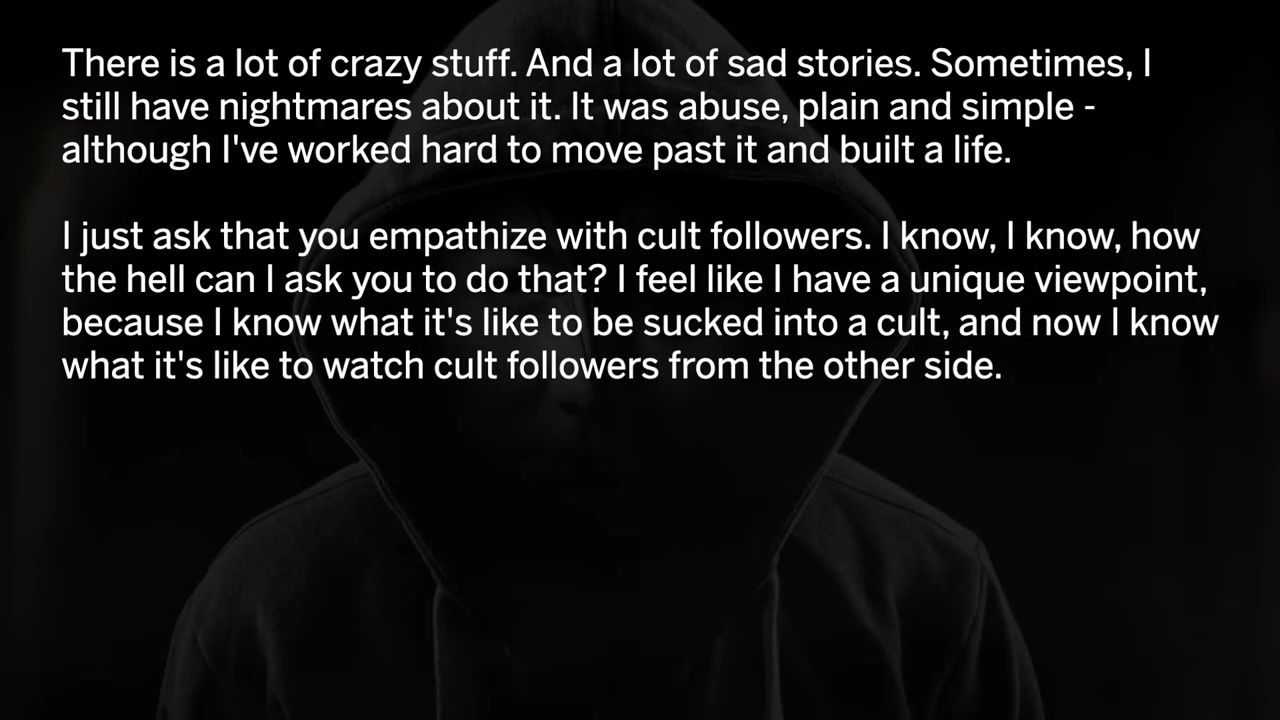 There is a lot of crazy stuff. And a lot of sad stories. Sometimes, I
still have nightmares about it. It was abuse, plain and simple -
although I've worked hard to move past it and built a life.
I just ask that you empathize with cult followers. I know, I know, how
the hell can I ask you to do that? I feel like I have a unique viewpoint,
because I know what it's like to be sucked into a cult, and now I know
what it's like to watch cult followers from the other side.